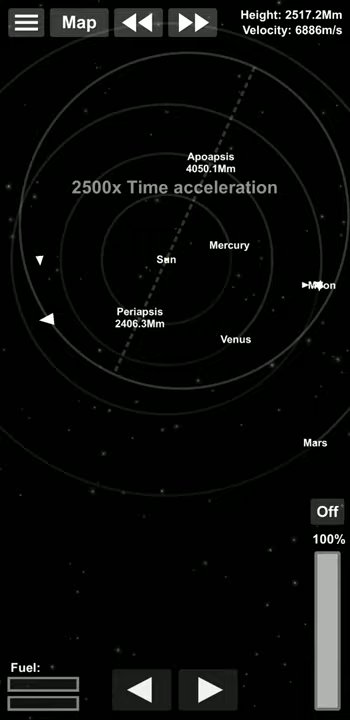 Map
Height: 2517.2Mm
Velocity: 6886m/s
Apoapsis
4050.1Mm
2500x Time acceleration
Mercury
Sun
Moon
Periapsis
2406.3Mm
Venus
Mars
Off
100%
Fuel: